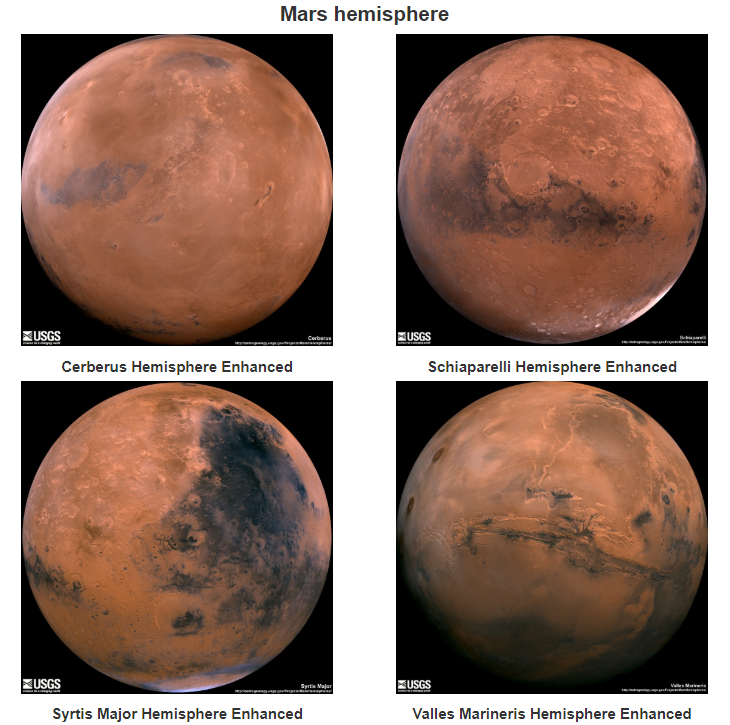 Mars hemisphere
USGS
Cerberus
USGS
Schiaparelli
Cerberus Hemisphere Enhanced
Schiaparelli Hemisphere Enhanced
USGS
Syrtis Major
USGS
Valles Marineris
Syrtis Major Hemisphere Enhanced
Valles Marineris Hemisphere Enhanced